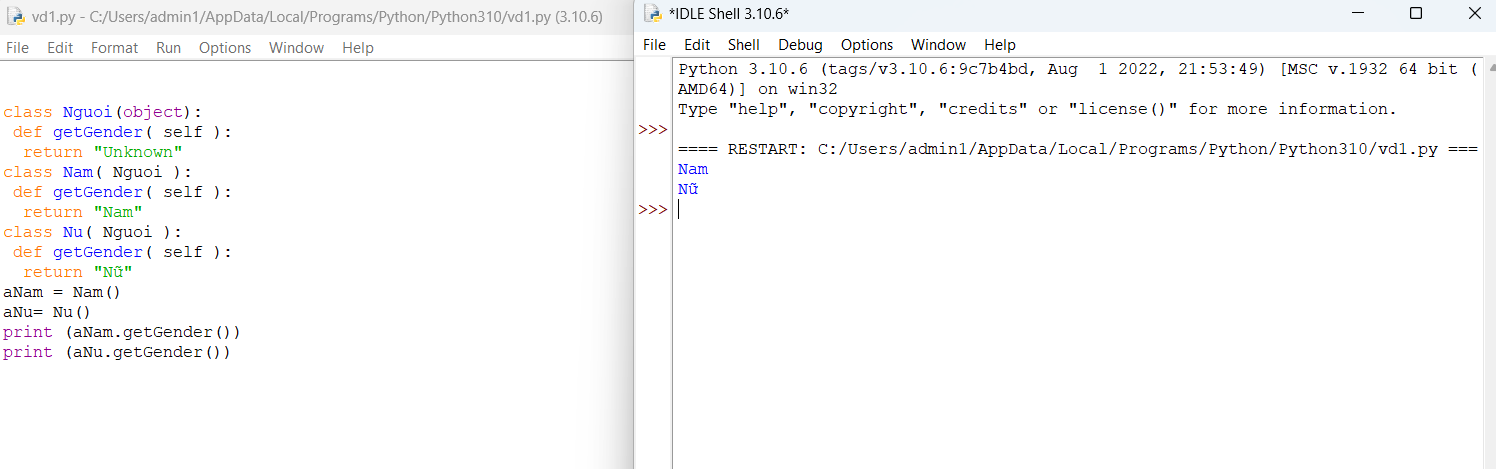 vd1.py - C:/Users/admin1/AppData/Local/Programs/Python/Python310/vd1.py (3.10.6)
File Edit Format Run Options Window Help
class Nguoi(object):
 def getGender( self ):
  return "Unknown"
class Nam( Nguoi ):
 def getGender( self ):
  return "Nam"
class Nu( Nguoi ):
 def getGender( self ):
  return "Nữ"
aNam = Nam()
aNu= Nu()
print (aNam.getGender())
print (aNu.getGender())
*IDLE Shell 3.10.6*
File Edit Shell Debug Options Window Help
Python 3.10.6 (tags/v3.10.6:9c7b4bd, Aug  1 2022, 21:53:49) [MSC v.1932 64 bit (
AMD64)] on win32
Type "help", "copyright", "credits" or "license()" for more information.
>>>
==== RESTART: C:/Users/admin1/AppData/Local/Programs/Python/Python310/vd1.py ===
Nam
Nữ
>>>